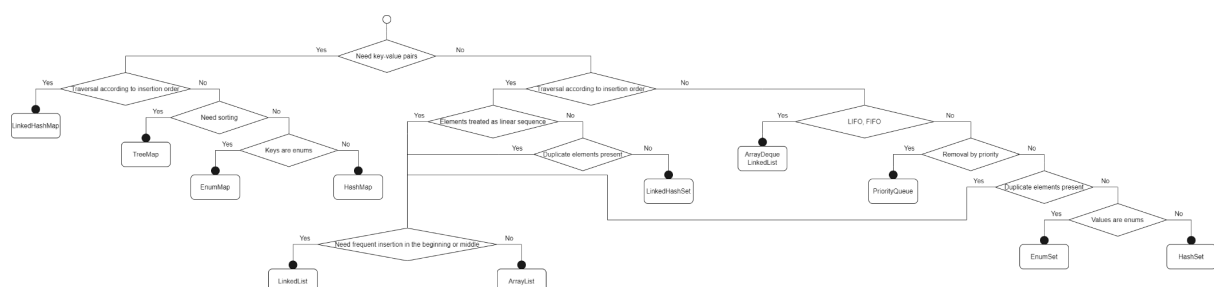 Need key-value pairs
Yes
No
Traversal according to insertion order
Traversal according to insertion order
Yes
No
Yes
No
LinkedHashMap
Need sorting
Elements treated as linear sequence
LIFO, FIFO
Yes
No
Yes
No
Yes
No
TreeMap
Keys are enums
Duplicate elements present
ArrayDeque
LinkedList
Removal by priority
Yes
No
Yes
No
Yes
No
EnumMap
HashMap
LinkedHashSet
PriorityQueue
Duplicate elements present
Yes
No
Values are enums
Need frequent insertion in the beginning or middle
Yes
No
Yes
No
LinkedList
ArrayList
EnumSet
HashSet